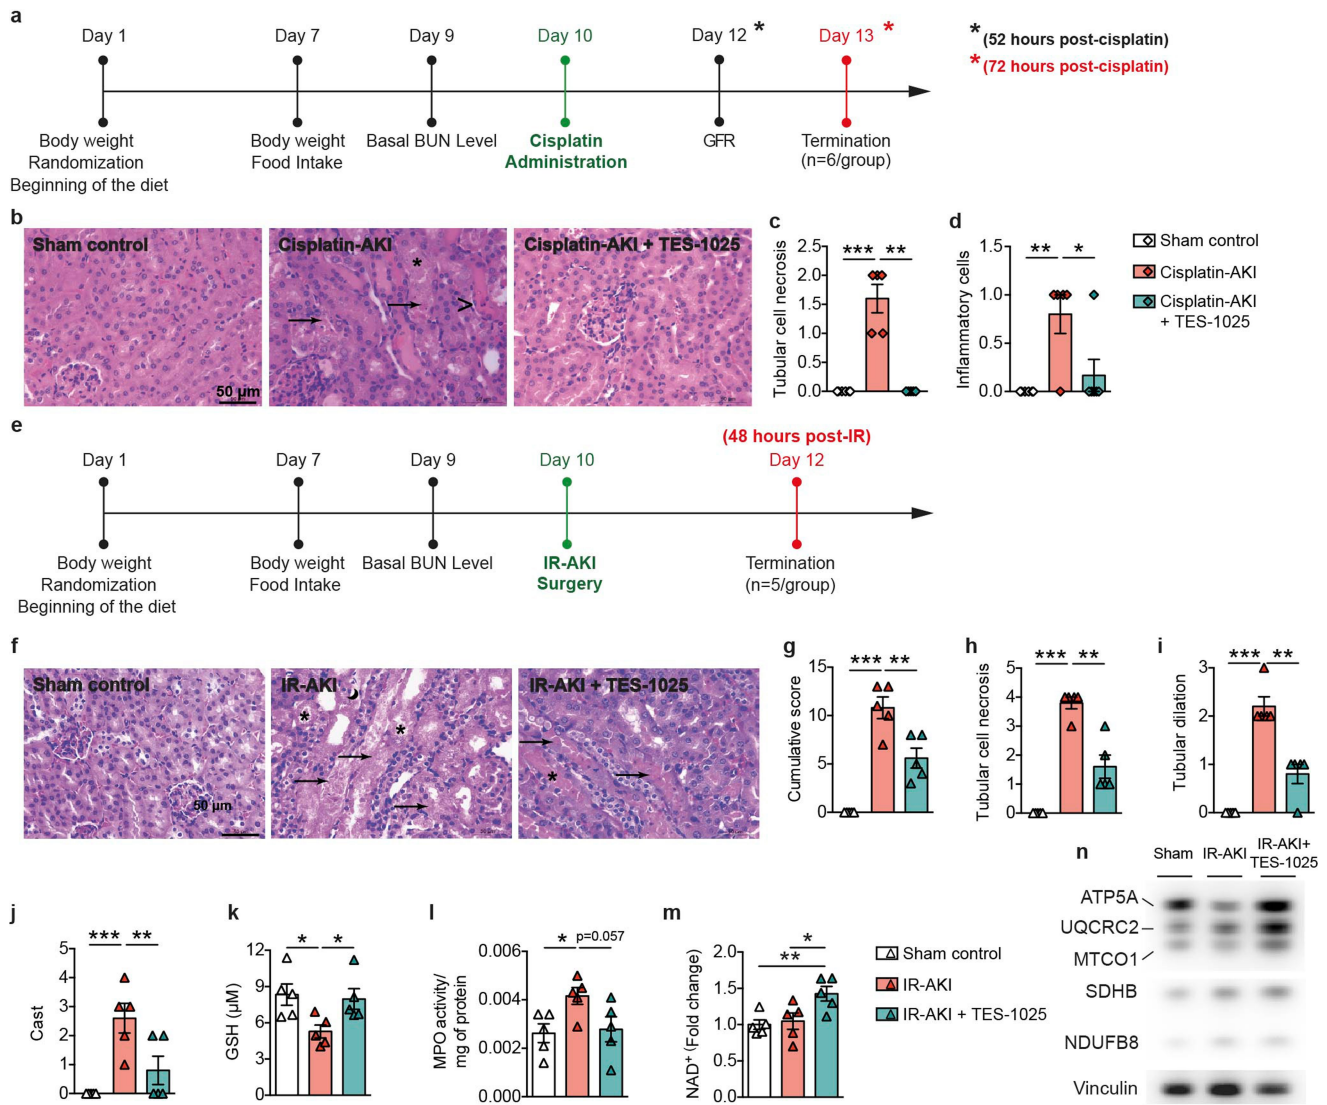 a
Day 1
Day 7
Day 9
Day 10
Day 12 *
Day 13 *
* (52 hours post-cisplatin)
* (72 hours post-cisplatin)
Body weight
Randomization
Beginning of the diet
Body weight
Food Intake
Basal BUN Level
Cisplatin
Administration
GFR
Termination
(n=6/group)
b
Sham control
50 µm
Cisplatin-AKI
*
>
Cisplatin-AKI + TES-1025
c
Tubular cell necrosis
2.5
2.0
1.5
1.0
0.5
0.0
*** **
d
Inflammatory cells
1.5
1.0
0.5
0.0
** *
Sham control
Cisplatin-AKI
Cisplatin-AKI
+ TES-1025
e
(48 hours post-IR)
Day 1
Day 7
Day 9
Day 10
Day 12
Body weight
Randomization
Beginning of the diet
Body weight
Food Intake
Basal BUN Level
IR-AKI
Surgery
Termination
(n=5/group)
f
Sham control
50 µm
IR-AKI
*
*
IR-AKI + TES-1025
*
g
Cumulative score
15
10
5
0
*** **
h
Tubular cell necrosis
5
4
3
2
1
0
*** **
i
Tubular dilation
3
2
1
0
*** **
j
Cast
5
4
3
2
1
0
*** **
k
GSH (µM)
12
9
6
3
0
* *
l
MPO activity/
mg of protein
0.006
0.004
0.002
0.000
* p=0.057
m
NAD⁺ (Fold change)
2.0
1.5
1.0
0.5
0.0
*
**
Sham control
IR-AKI
IR-AKI + TES-1025
n
Sham
IR-AKI
IR-AKI+
TES-1025
ATP5A
UQCRC2
MTCO1
SDHB
NDUFB8
Vinculin